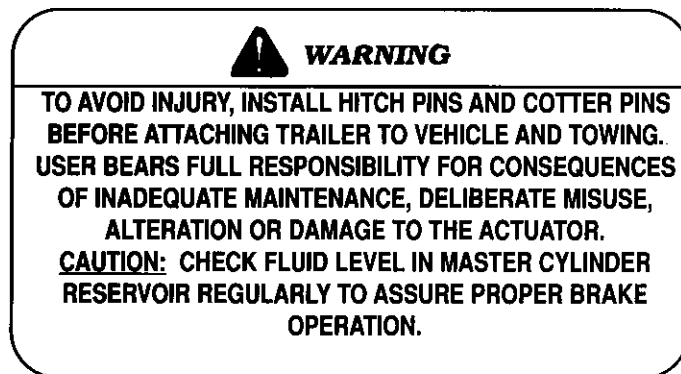 WARNING
TO AVOID INJURY, INSTALL HITCH PINS AND COTTER PINS
BEFORE ATTACHING TRAILER TO VEHICLE AND TOWING.
USER BEARS FULL RESPONSIBILITY FOR CONSEQUENCES
OF INADEQUATE MAINTENANCE, DELIBERATE MISUSE,
ALTERATION OR DAMAGE TO THE ACTUATOR.
CAUTION: CHECK FLUID LEVEL IN MASTER CYLINDER
RESERVOIR REGULARLY TO ASSURE PROPER BRAKE
OPERATION.